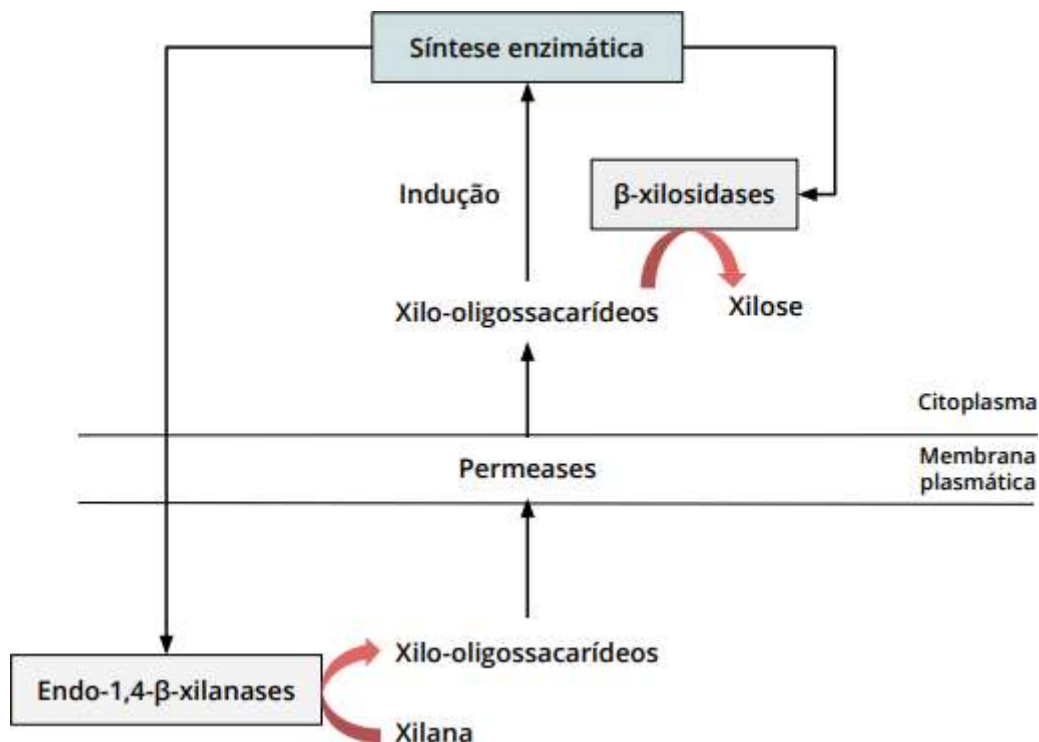 Síntese enzimática
Indução
β-xilosidases
Xilo-oligossacarídeos
Xilose
Citoplasma
Permeases
Membrana
plasmática
Xilo-oligossacarídeos
Endo-1,4-β-xilanases
Xilana